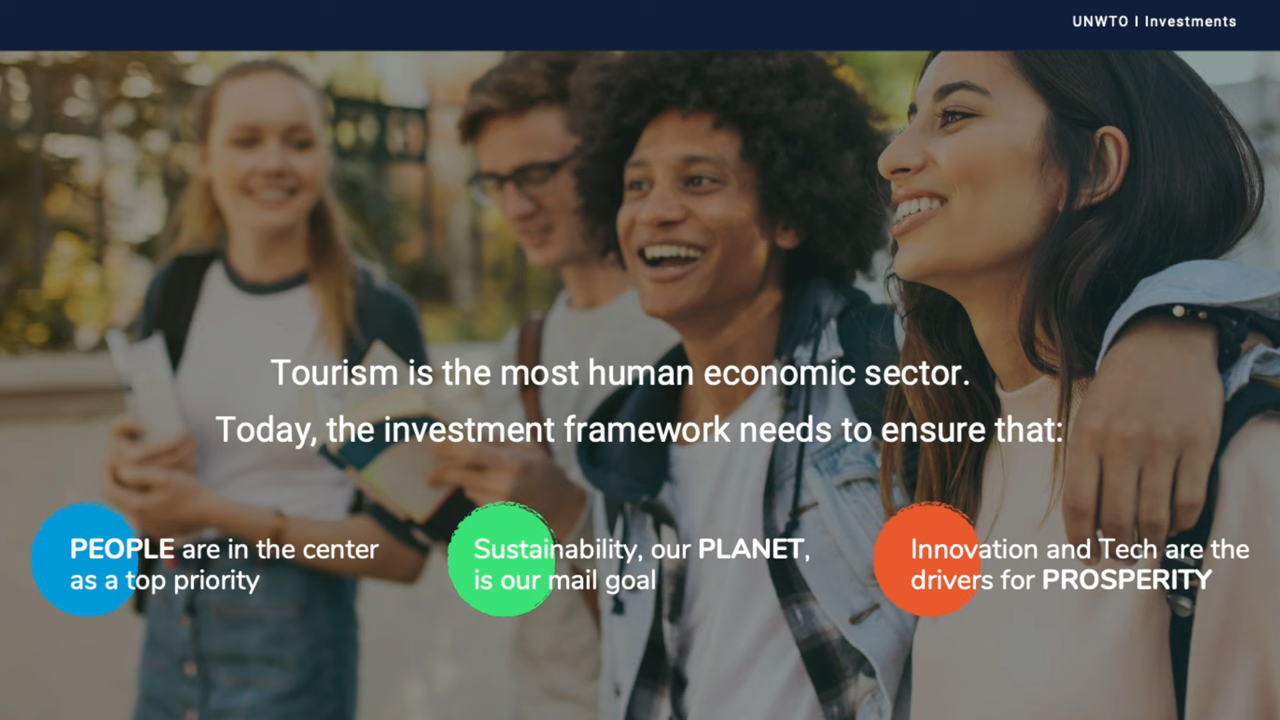 UNWTO I Investments
Tourism is the most human economic sector.
Today, the investment framework needs to ensure that:
PEOPLE are in the center
as a top priority
Sustainability, our PLANET,
is our mail goal
Innovation and Tech are the
drivers for PROSPERITY